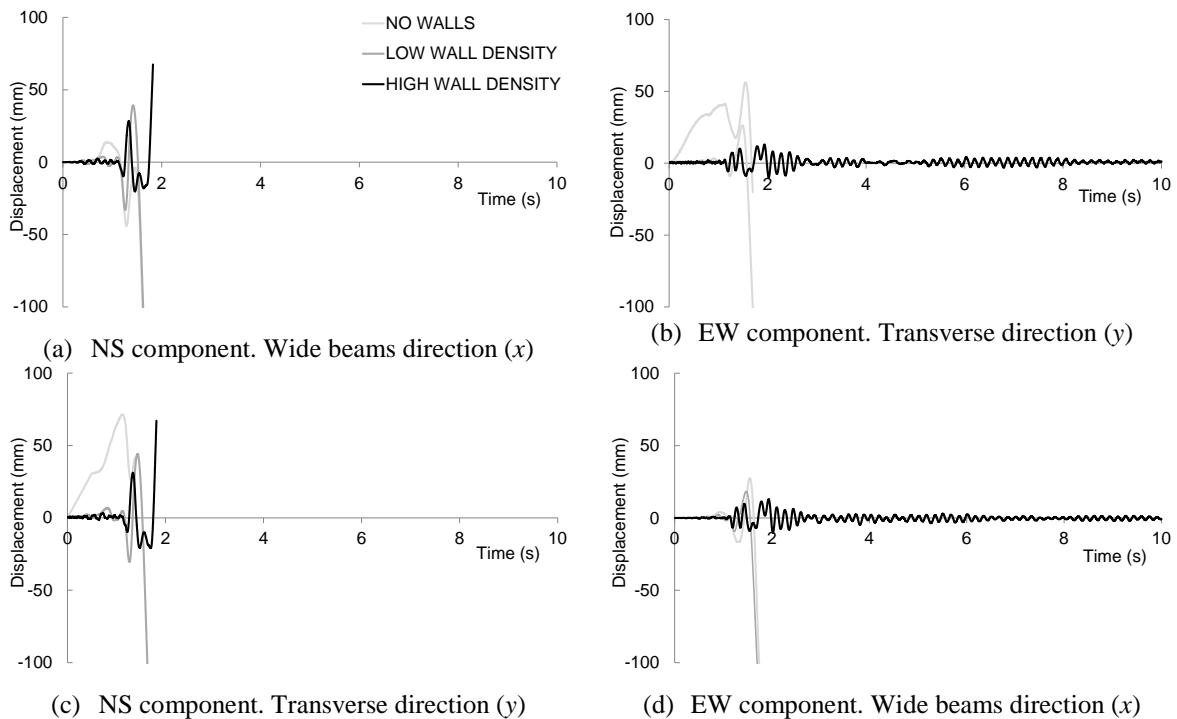 100
50
0
-50
-100
0 2 4 6 8 10
Displacement (mm)
Time (s)
NO WALLS
LOW WALL DENSITY
HIGH WALL DENSITY
(a) NS component. Wide beams direction (x)
100
50
0
-50
-100
0 2 4 6 8 10
Displacement (mm)
Time (s)
(b) EW component. Transverse direction (y)
100
50
0
-50
-100
0 2 4 6 8 10
Displacement (mm)
Time (s)
(c) NS component. Transverse direction (y)
100
50
0
-50
-100
0 2 4 6 8 10
Displacement (mm)
Time (s)
(d) EW component. Wide beams direction (x)